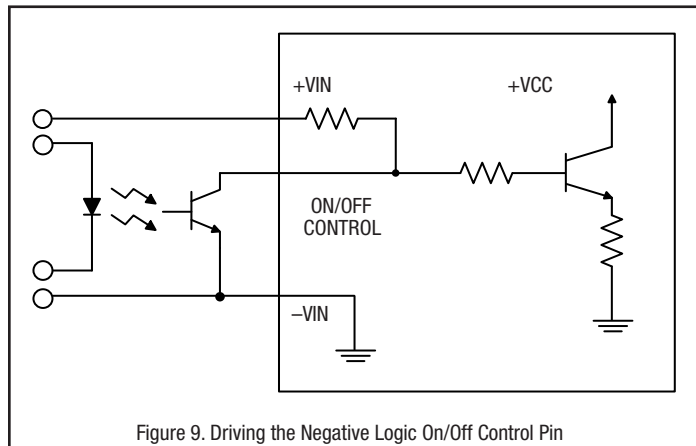 +VIN
+VCC
ON/OFF
CONTROL
–VIN
Figure 9. Driving the Negative Logic On/Off Control Pin